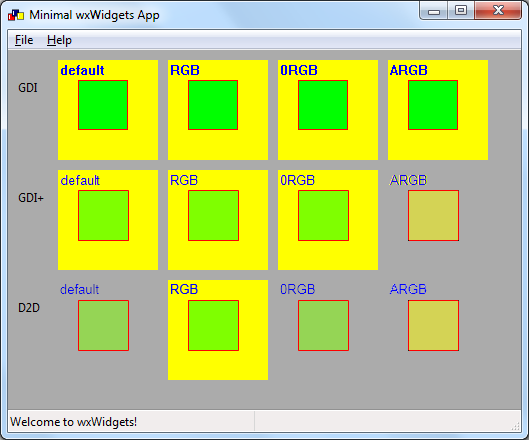 Minimal wxWidgets App
File Help
GDI default RGB 0RGB ARGB
GDI+ default RGB RGB ARGB
D2D default RGB 0RGB ARGB
Welcome to wxWidgets!